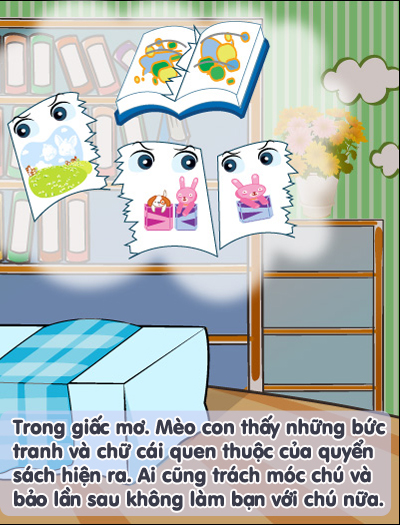 Trong giấc mơ. Mèo con thấy những bức
tranh và chữ cái quen thuộc của quyển
sách hiện ra. Ai cũng trách móc chú và
bảo lần sau không làm bạn với chú nữa.